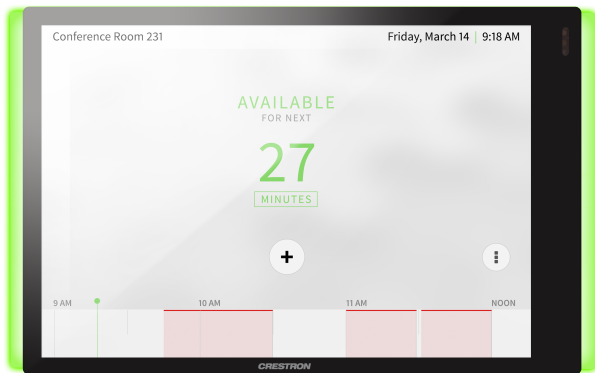 Conference Room 231
Friday, March 14 | 9:18 AM
AVAILABLE
FOR NEXT
27
MINUTES
9 AM 10 AM 11 AM NOON
CRESTRON